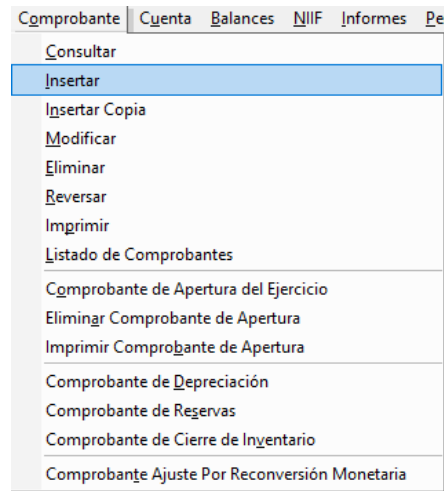 Comprobante Cuenta Balances NIIF Informes Pe
Consultar
Insertar
Insertar Copia
Modificar
Eliminar
Reversar
Imprimir
Listado de Comprobantes
Comprobante de Apertura del Ejercicio
Eliminar Comprobante de Apertura
Imprimir Comprobante de Apertura
Comprobante de Depreciación
Comprobante de Reservas
Comprobante de Cierre de Inventario
Comprobante Ajuste Por Reconversión Monetaria